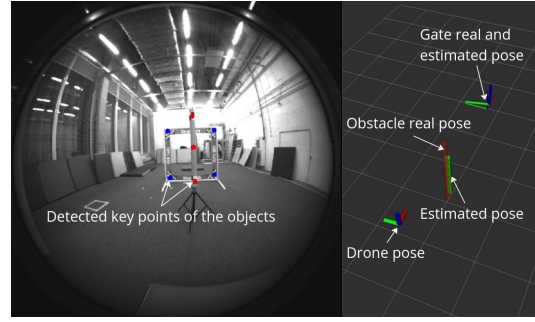 Detected key points of the objects
Gate real and
estimated pose
Obstacle real pose
Estimated pose
Drone pose